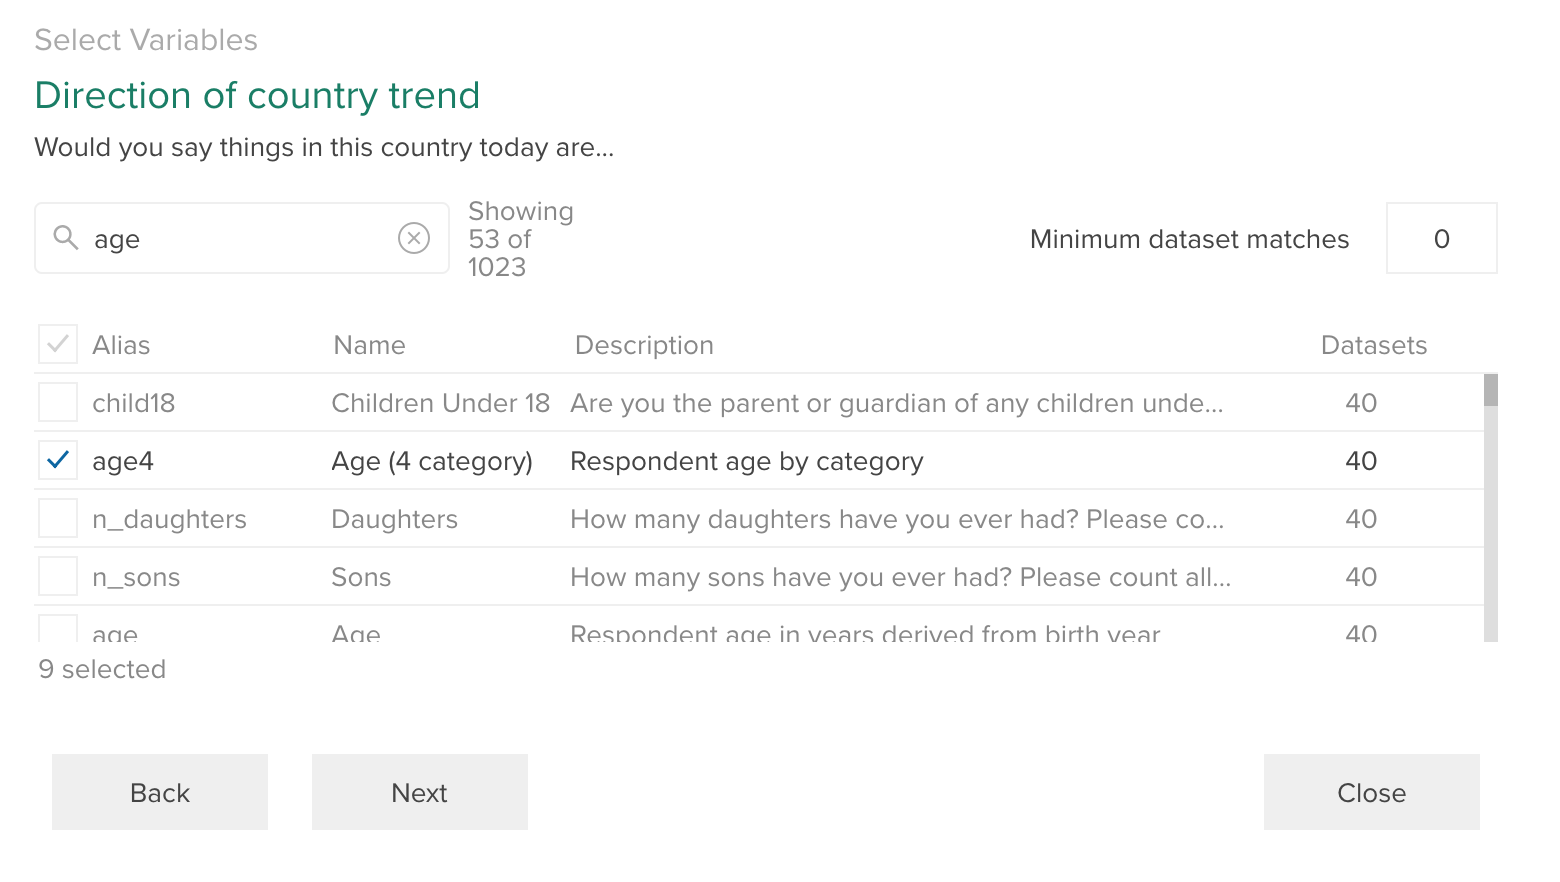 Select Variables
Direction of country trend
Would you say things in this country today are...
age
Showing
53 of
1023
Minimum dataset matches 0
Alias Name Description Datasets
child18 Children Under 18 Are you the parent or guardian of any children unde... 40
age4 Age (4 category) Respondent age by category 40
n_daughters Daughters How many daughters have you ever had? Please co... 40
n_sons Sons How many sons have you ever had? Please count all... 40
age Age Respondent age in years derived from birth year 40
9 selected
Back Next Close